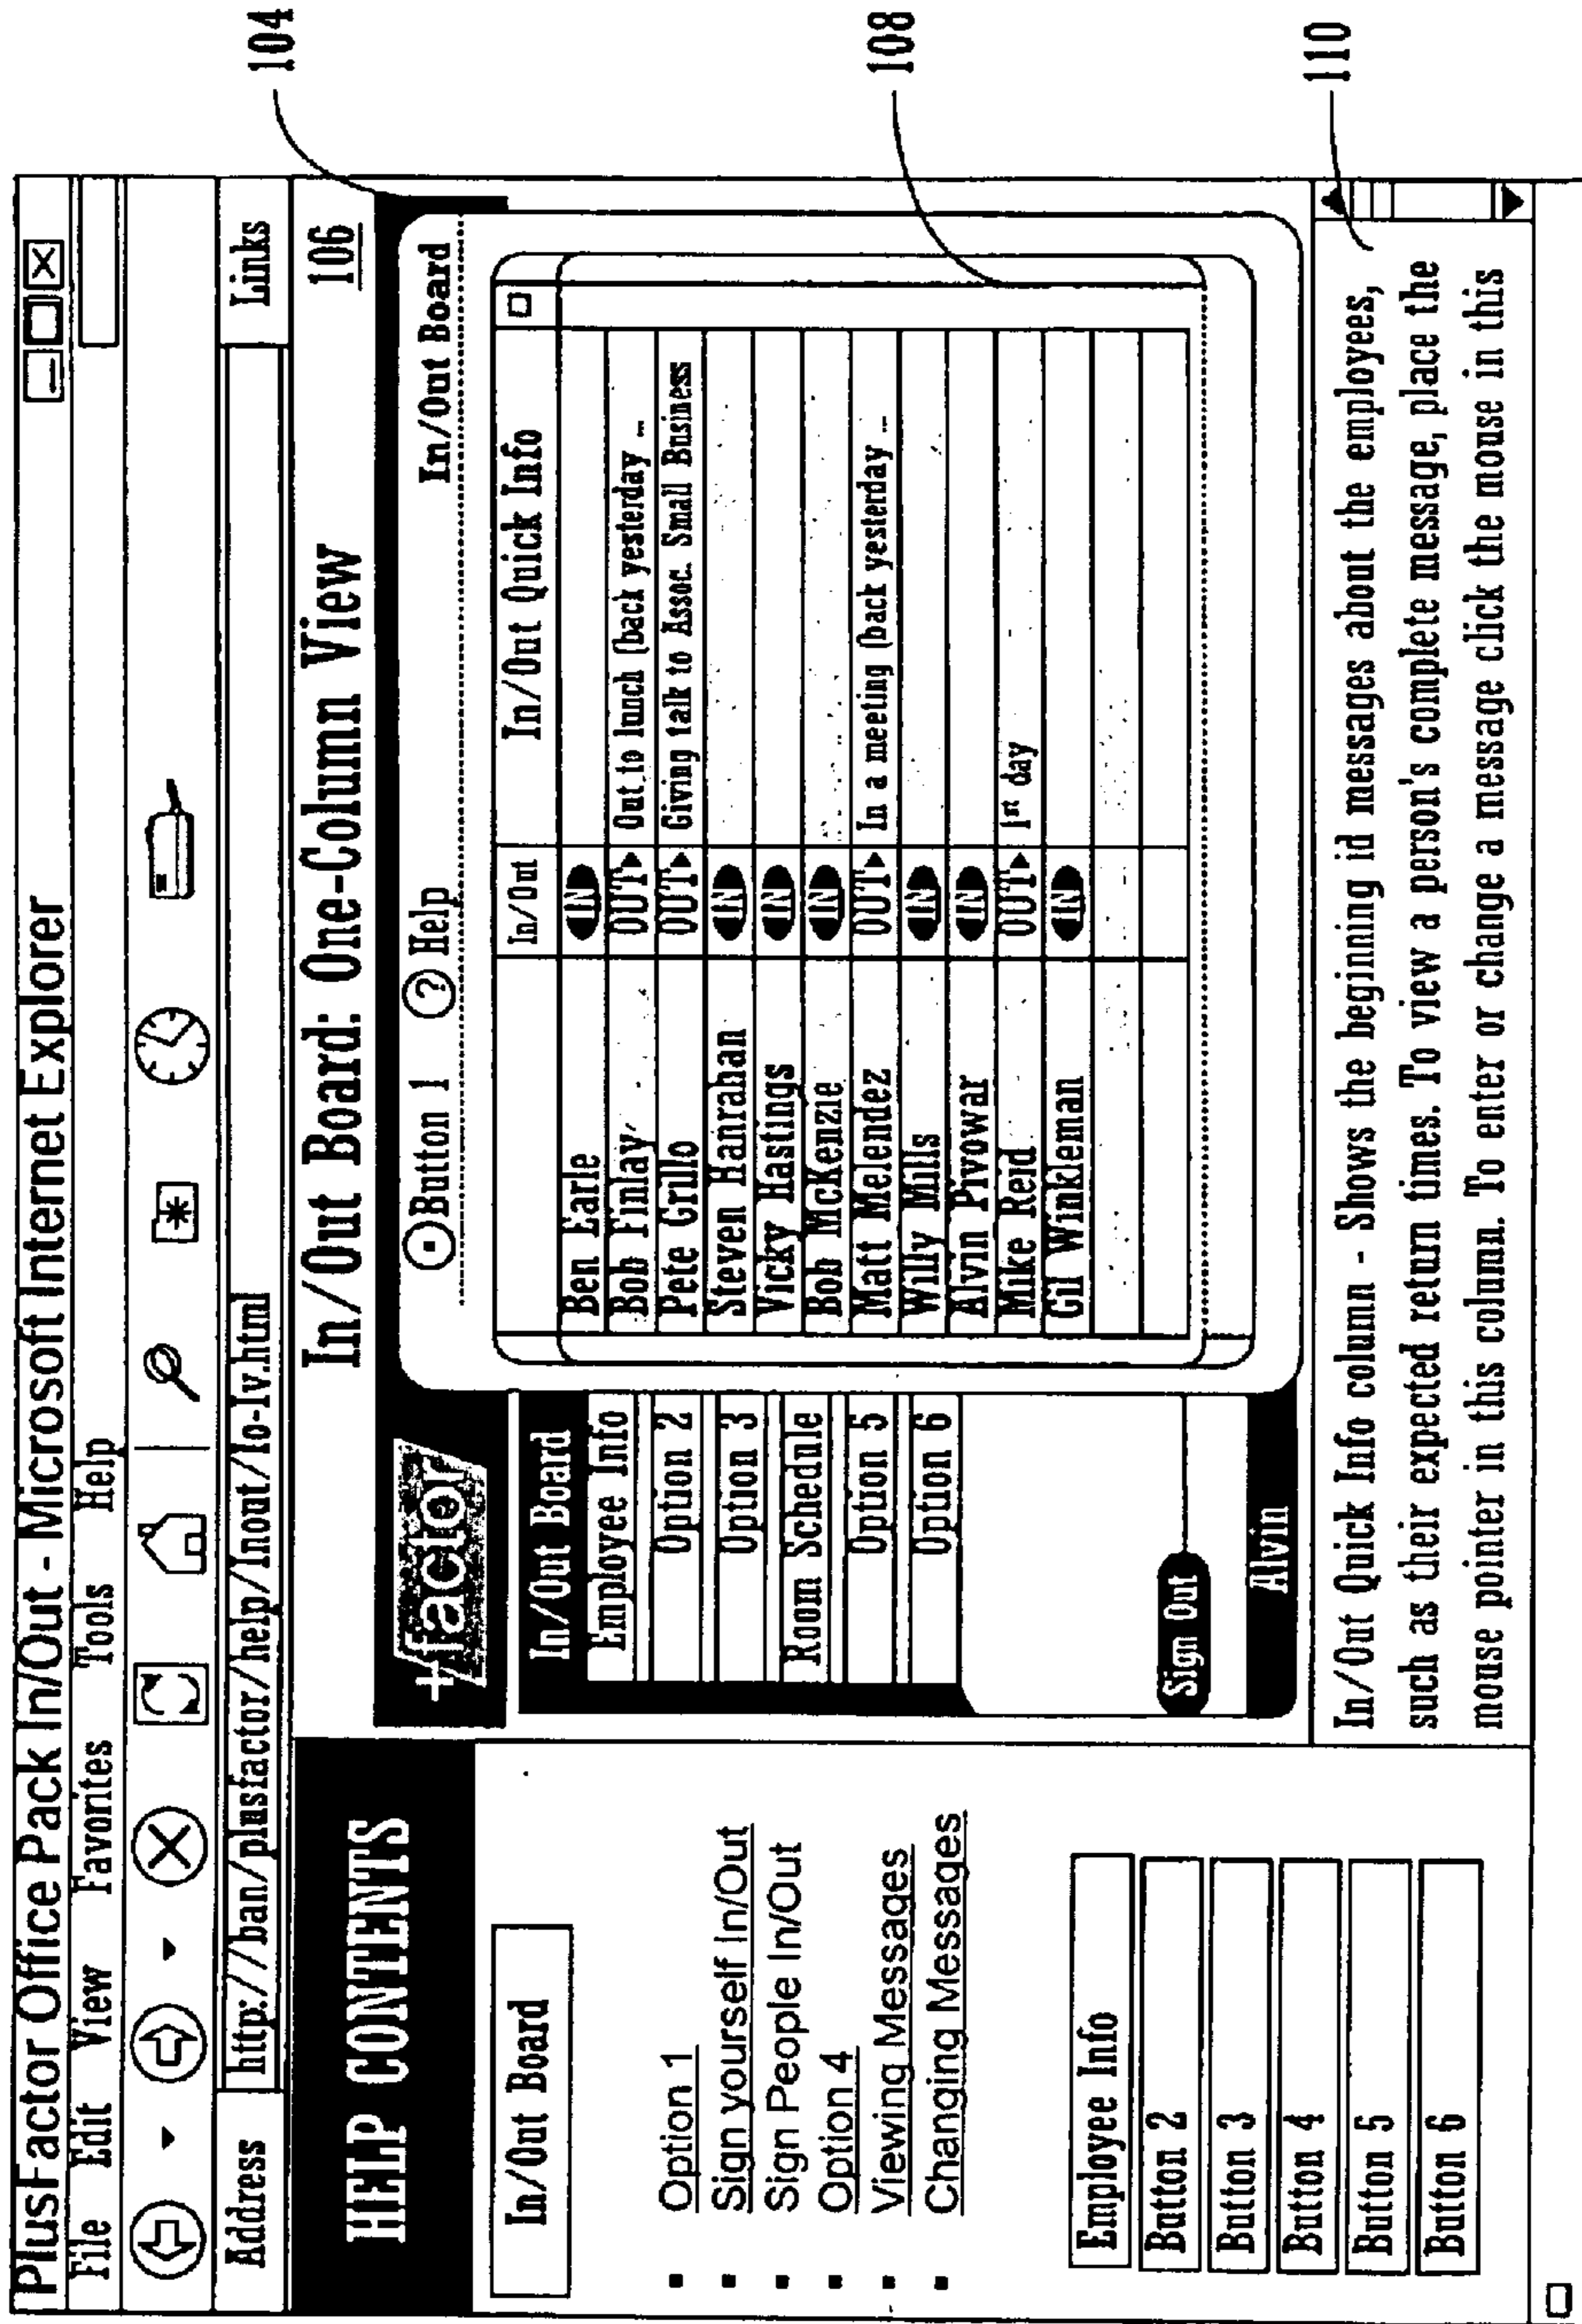 PlusFactor Office Pack In/Out - Microsoft Internet Explorer
File Edit View Favorites Tools Help
Address http://ban/plusfactor/help/Inout/Io-Iv.html Links
HELP CONTENTS
In/Out Board
Option 1
Sign yourself In/Out
Sign People In/Out
Option 4
Viewing Messages
Changing Messages
Employee Info
Button 2
Button 3
Button 4
Button 5
Button 6
In/Out Board: One-Column View 106
104
+factor
In/Out Board
Employee Info
Option 2
Option 3
Room Schedule
Option 5
Option 6
Sign Out
Alvin
Button 1 ? Help In/Out Board
In/Out In/Out Quick Info
Ben Earle IN
Bob Finlay OUT Out to lunch (back yesterday ...
Pete Grillo OUT Giving talk to Assoc. Small Business
Steven Hanrahan IN
Vicky Hastings IN
Bob McKenzie IN
Matt Melendez OUT In a meeting (back yesterday ...
Willy Mills IN
Alvin Pivowar IN
Mike Reid OUT 1st day
Gil Winkleman IN
108
In/Out Quick Info column - Shows the beginning id messages about the employees,
such as their expected return times. To view a person's complete message, place the
mouse pointer in this column. To enter or change a message click the mouse in this
110